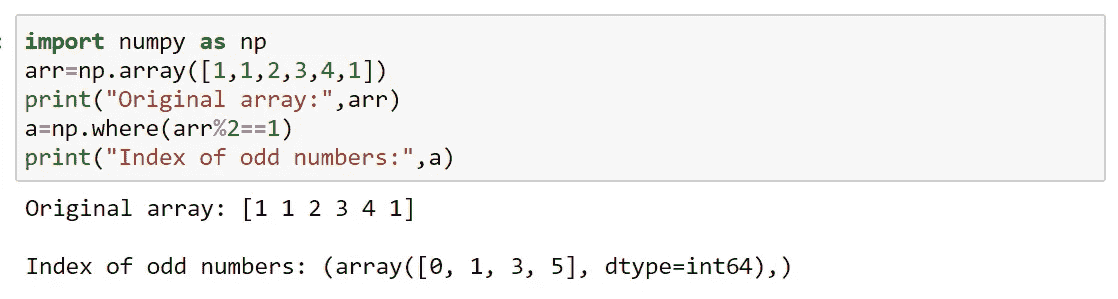 :
import numpy as np
arr=np.array([1,1,2,3,4,1])
print("Original array:",arr)
a=np.where(arr%2==1)
print("Index of odd numbers:",a)
Original array: [1 1 2 3 4 1]
Index of odd numbers: (array([0, 1, 3, 5], dtype=int64),)